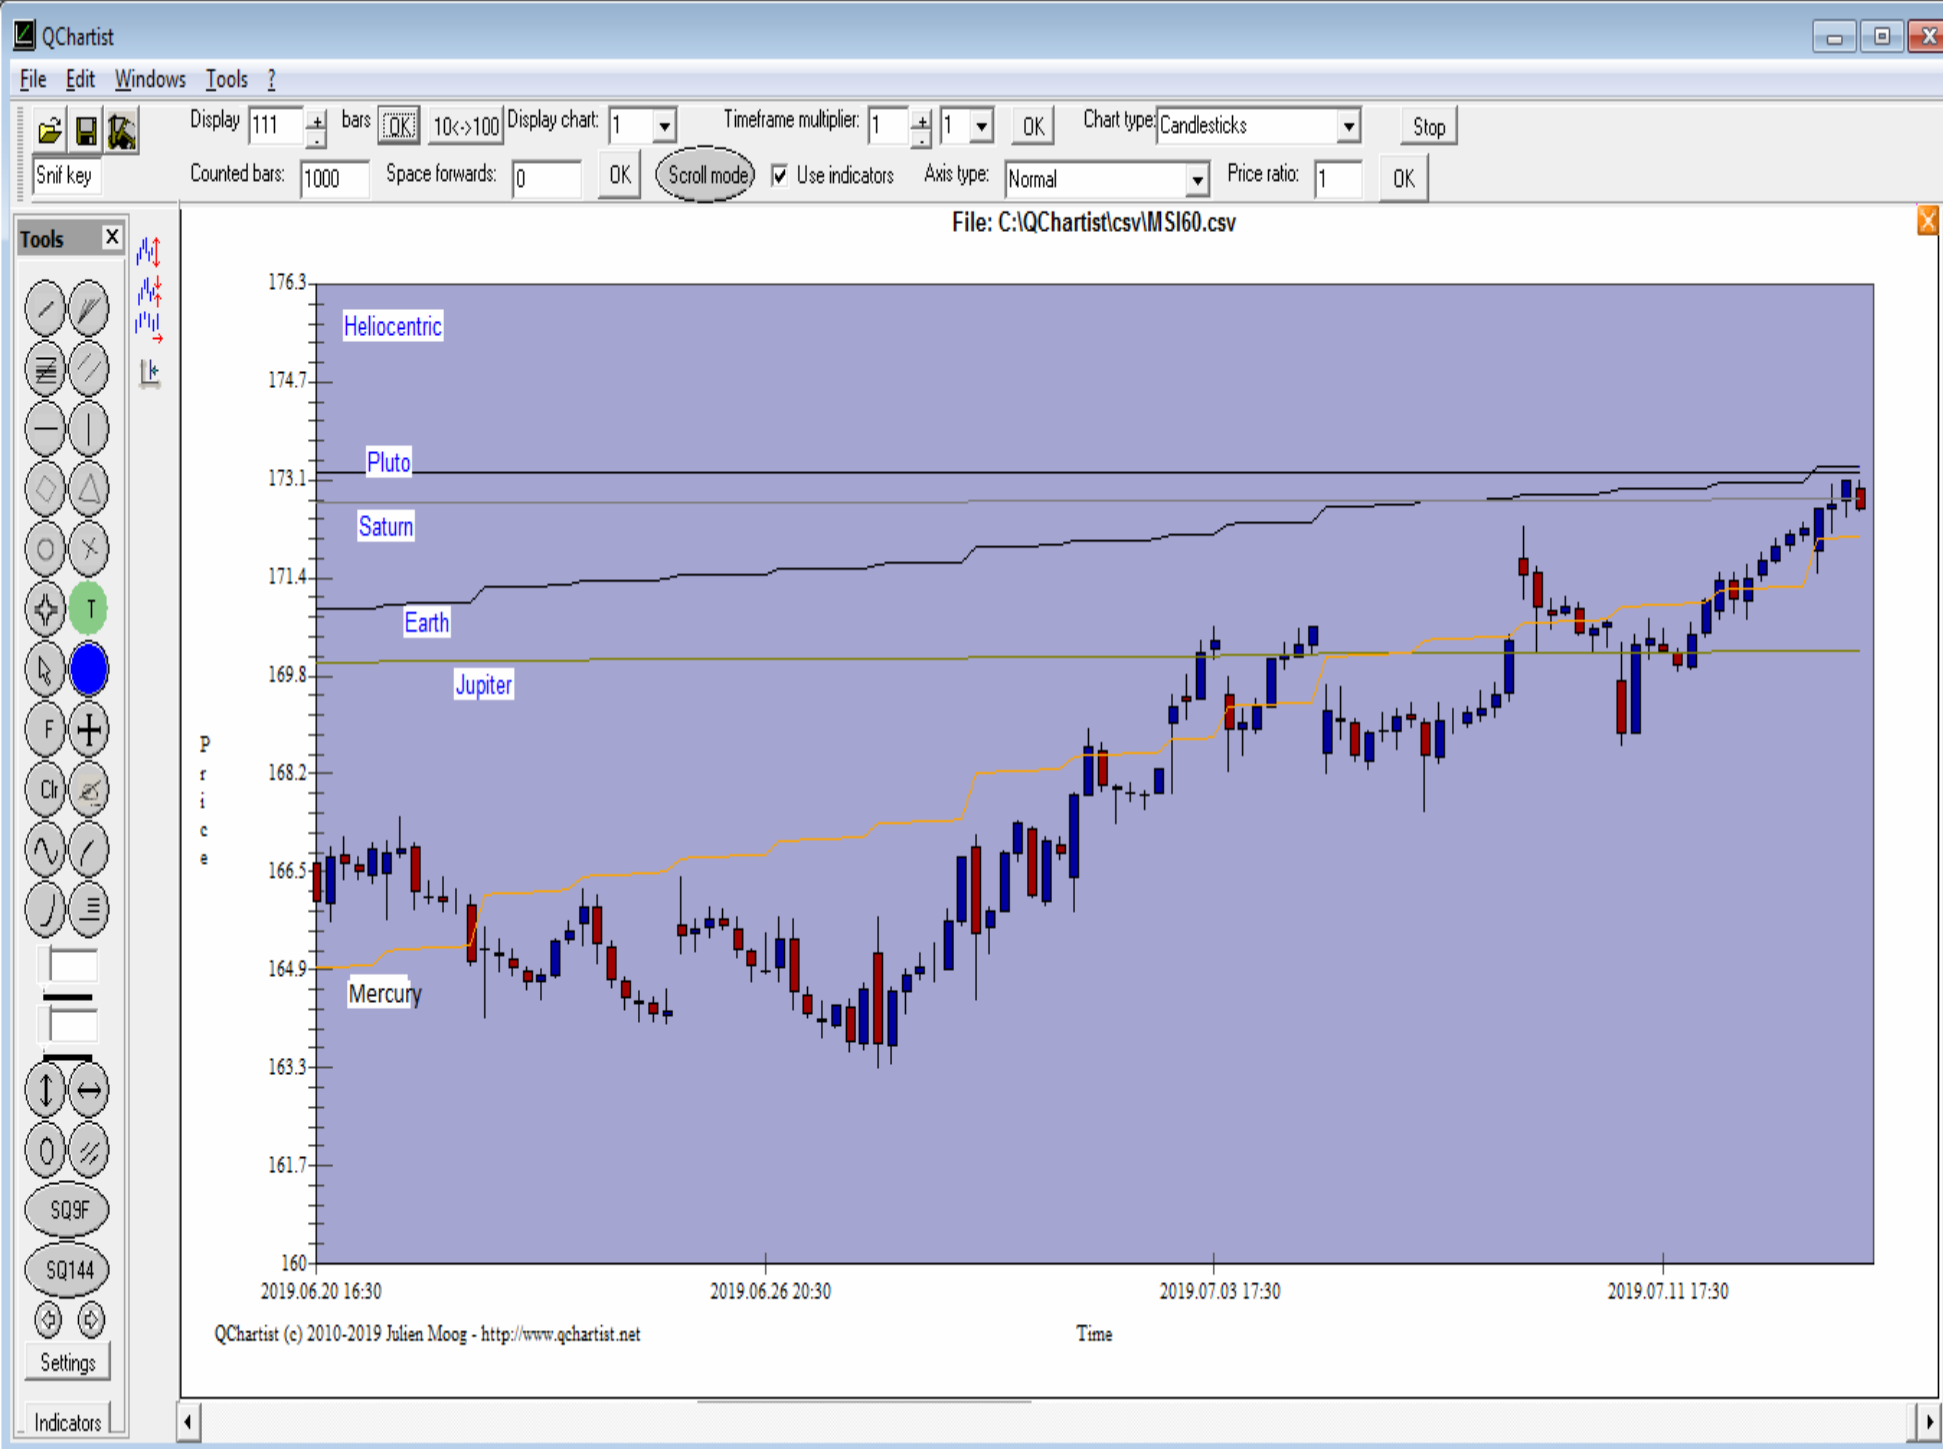 QChartist
File Edit Windows Tools ?
Display 111 + - bars OK 10<->100 Display chart: 1 Timeframe multiplier: 1 + - 1 OK Chart type: Candlesticks Stop
Snif key Counted bars: 1000 Space forwards: 0 OK Scroll mode Use indicators Axis type: Normal Price ratio: 1 OK
File: C:\QChartist\csv\MSI60.csv
Tools X
T
F
Clr
SQ9F
SQ144
Settings
Indicators
176.3
174.7
173.1
171.4
169.8
168.2
166.5
164.9
163.3
161.7
160
Price
Heliocentric
Pluto
Saturn
Earth
Jupiter
Mercury
2019.06.20 16:30 2019.06.26 20:30 2019.07.03 17:30 2019.07.11 17:30
QChartist (c) 2010-2019 Julien Moog - http://www.qchartist.net Time